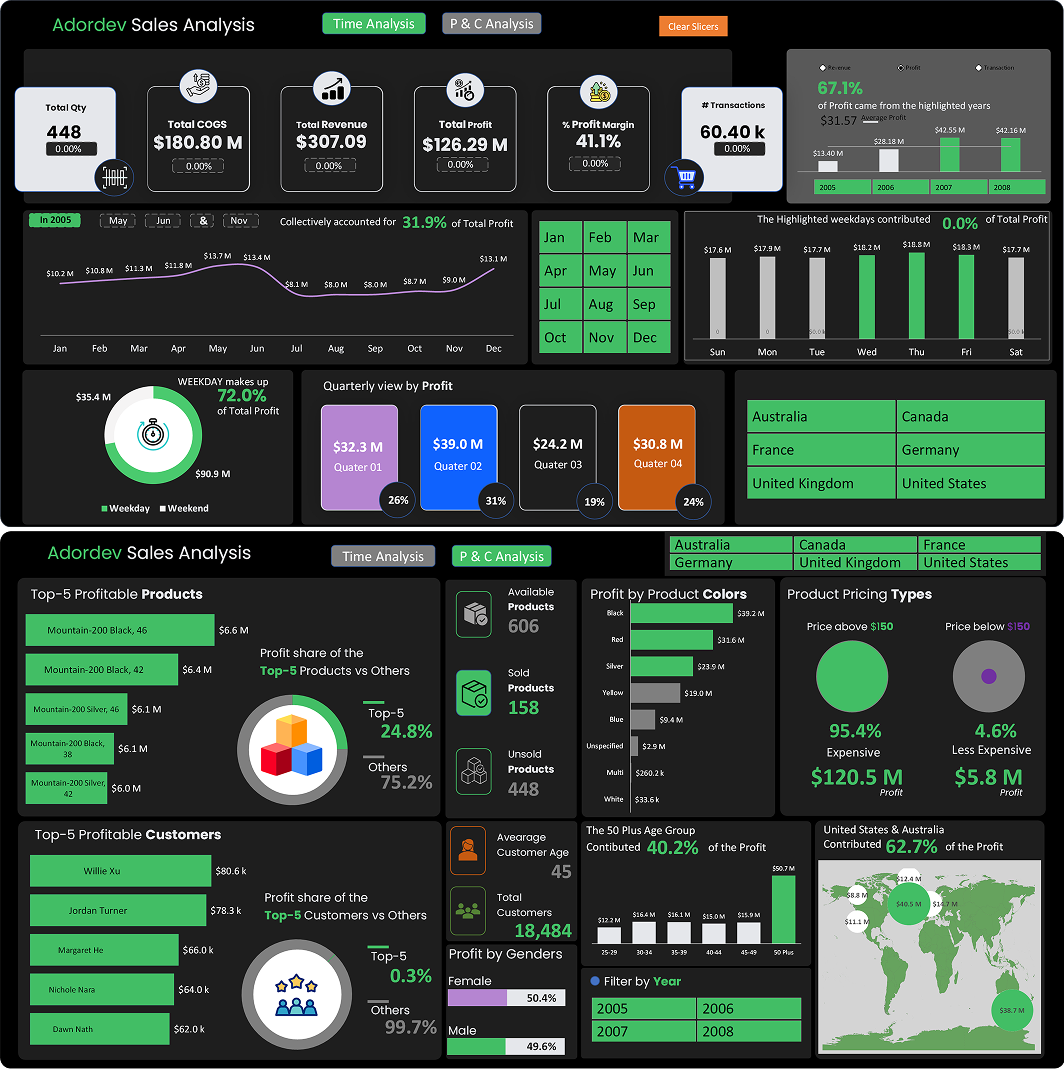 Adordev Sales Analysis
Time Analysis
P & C Analysis
Clear Slicers
Total Qty
448
0.00%
Total COGS
$180.80 M
0.00%
Total Revenue
$307.09
0.00%
Total Profit
$126.29 M
0.00%
% Profit Margin
41.1%
0.00%
# Transactions
60.40 k
0.00%
Revenue
Profit
Transaction
67.1%
of Profit came from the highlighted years
$31.57
Average Profit
$13.40 M
$28.18 M
$42.55 M
$42.16 M
2005
2006
2007
2008
In 2005
May
Jun
&
Nov
Collectively accounted for 31.9% of Total Profit
$10.2 M
$10.8 M
$11.3 M
$11.8 M
$13.7 M
$13.4 M
$8.1 M
$8.0 M
$8.0 M
$8.7 M
$9.0 M
$13.1 M
Jan
Feb
Mar
Apr
May
Jun
Jul
Aug
Sep
Oct
Nov
Dec
Jan Feb Mar
Apr May Jun
Jul Aug Sep
Oct Nov Dec
The Highlighted weekdays contributed 0.0% of Total Profit
$17.6 M
$17.9 M
$17.7 M
$18.2 M
$18.8 M
$18.3 M
$17.7 M
0
0
$0.0 k
$0.0 k
Sun
Mon
Tue
Wed
Thu
Fri
Sat
WEEKDAY makes up
72.0%
of Total Profit
$35.4 M
$90.9 M
Weekday
Weekend
Quarterly view by Profit
$32.3 M
Quater 01
26%
$39.0 M
Quater 02
31%
$24.2 M
Quater 03
19%
$30.8 M
Quater 04
24%
Australia
Canada
France
Germany
United Kingdom
United States
Adordev Sales Analysis
Time Analysis
P & C Analysis
Australia
Canada
France
Germany
United Kingdom
United States
Top-5 Profitable Products
Mountain-200 Black, 46
$6.6 M
Mountain-200 Black, 42
$6.4 M
Mountain-200 Silver, 46
$6.1 M
Mountain-200 Black,
38
$6.1 M
Mountain-200 Silver,
42
$6.0 M
Profit share of the
Top-5 Products vs Others
Top-5
24.8%
Others
75.2%
Available
Products
606
Sold
Products
158
Unsold
Products
448
Profit by Product Colors
Black
$39.2 M
Red
$31.6 M
Silver
$23.9 M
Yellow
$19.0 M
Blue
$9.4 M
Unspecified
$2.9 M
Multi
$260.2 k
White
$33.6 k
Product Pricing Types
Price above $150
95.4%
Expensive
$120.5 M
Profit
Price below $150
4.6%
Less Expensive
$5.8 M
Profit
Top-5 Profitable Customers
Willie Xu
$80.6 k
Jordan Turner
$78.3 k
Margaret He
$66.0 k
Nichole Nara
$64.0 k
Dawn Nath
$62.0 k
Profit share of the
Top-5 Customers vs Others
Top-5
0.3%
Others
99.7%
Avearage
Customer Age
45
Total
Customers
18,484
Profit by Genders
Female
50.4%
Male
49.6%
The 50 Plus Age Group
Contibuted 40.2% of the Profit
$12.2 M
$16.4 M
$16.1 M
$15.0 M
$15.9 M
$50.7 M
25-29
30-34
35-39
40-44
45-49
50 Plus
Filter by Year
2005
2006
2007
2008
United States & Australia
Contributed 62.7% of the Profit
$12.4 M
$8.8 M
$40.5 M
$14.7 M
$11.1 M
$38.7 M